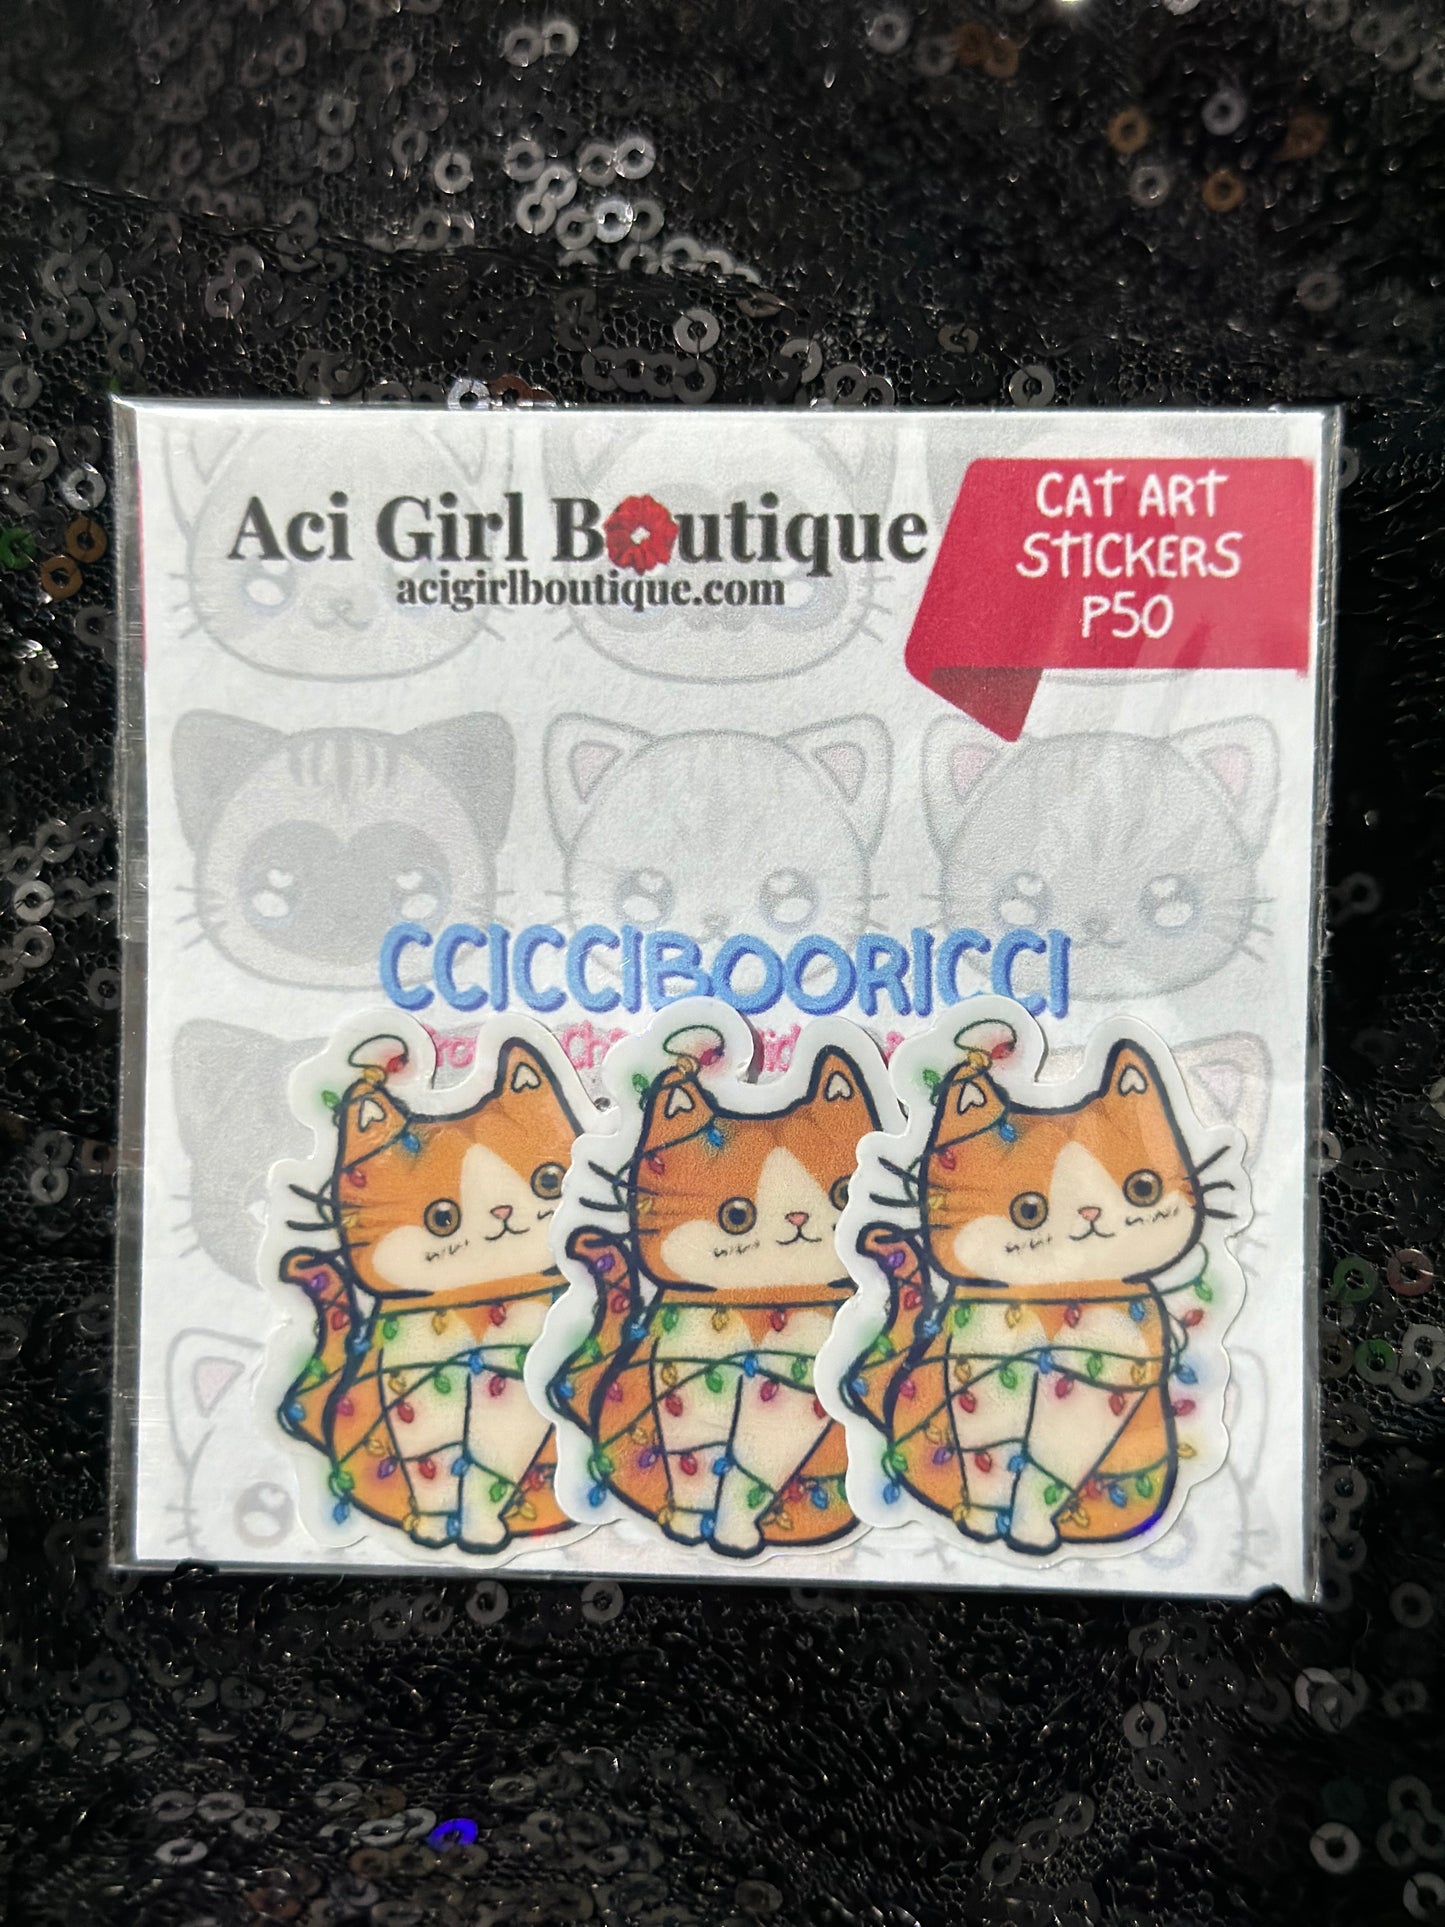 Aci Girl Boutique
acigirlboutique.com
CAT ART
STICKERS
P50
CCICCIBOORICCI